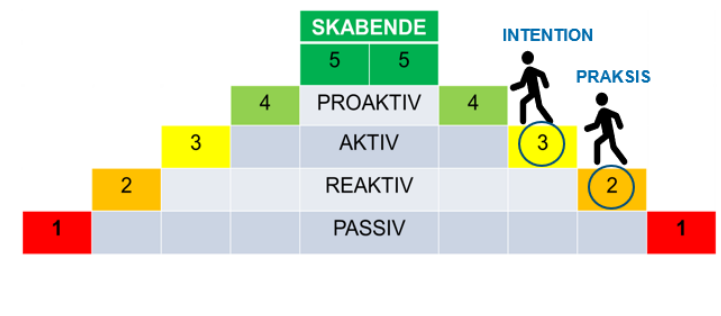 SKABENDE
INTENTION
5 5
PRAKSIS
4 PROAKTIV 4
3 AKTIV 3
2 REAKTIV 2
1 PASSIV 1